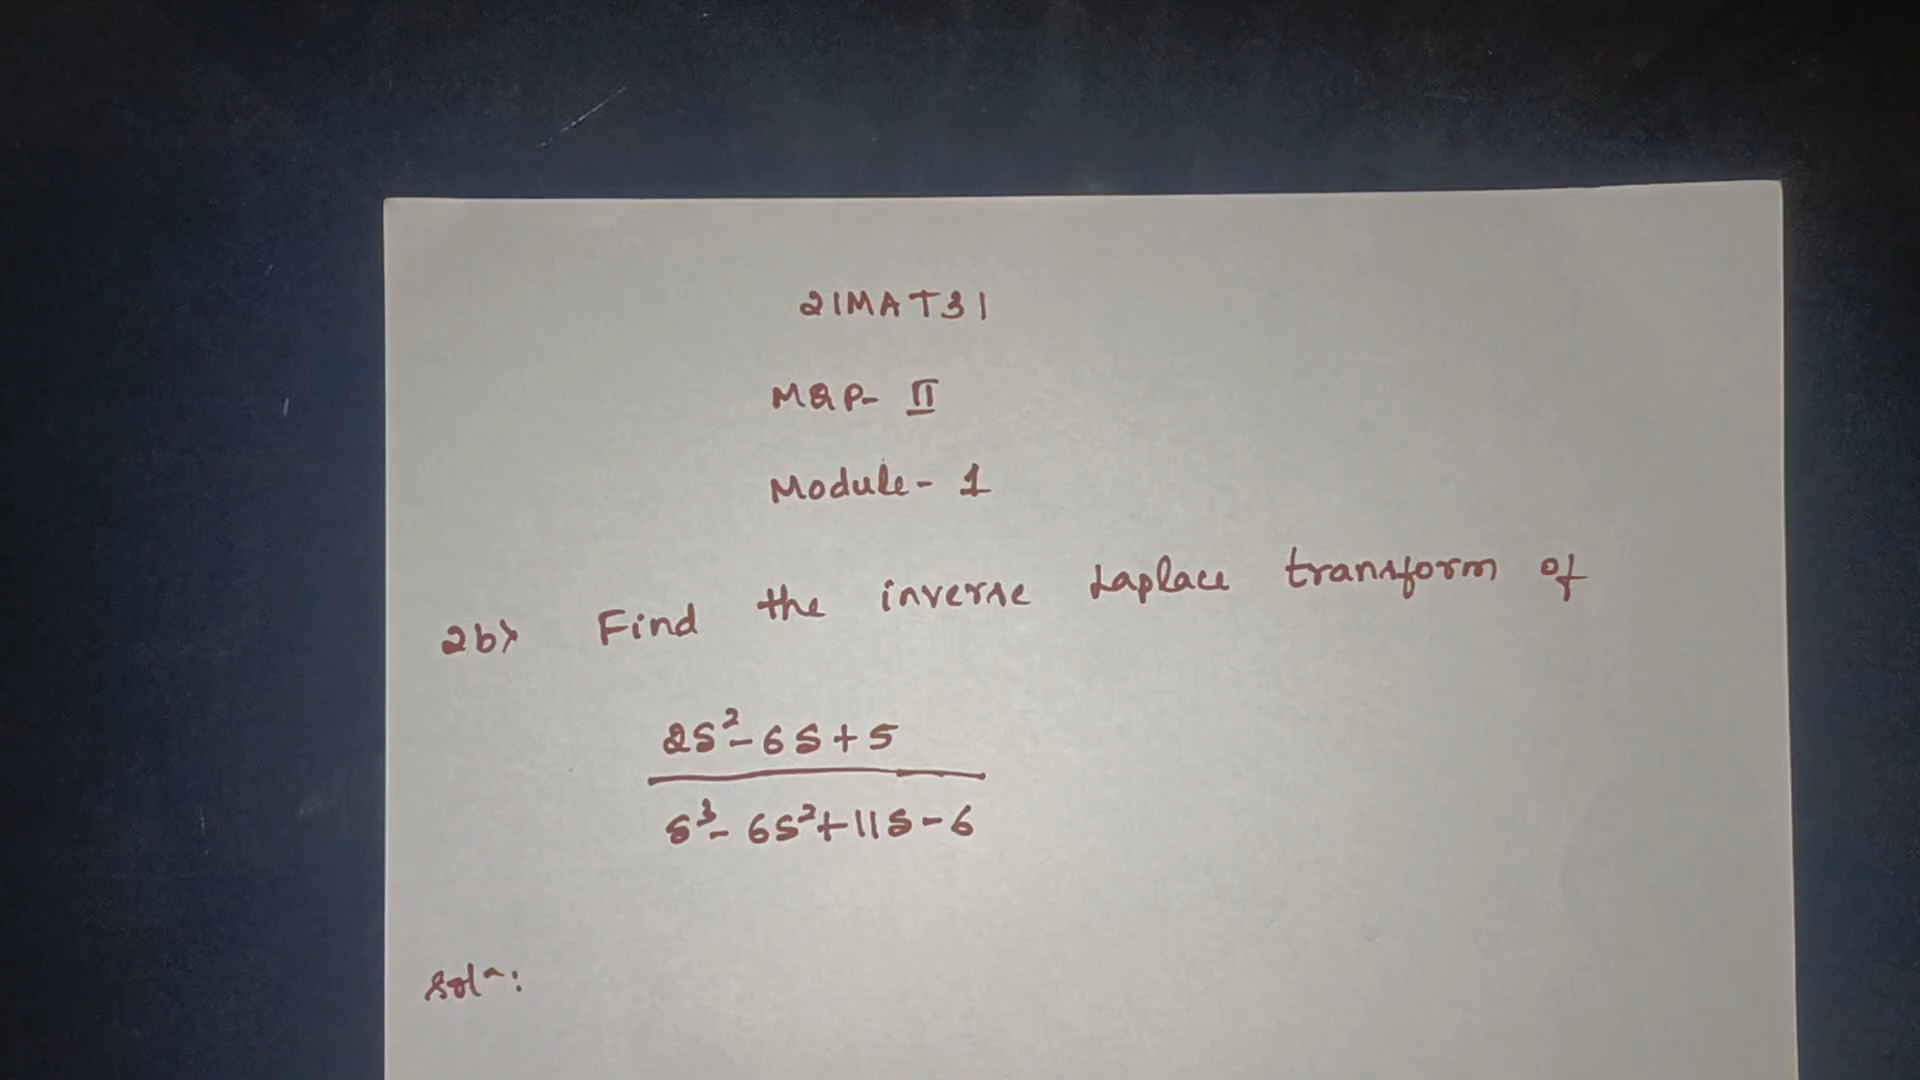 21MAT31
MQP- II
Module- 1
2b> Find the inverse Laplace transform of
2S²-6S+5
S³-6S²+11S-6
Solⁿ: